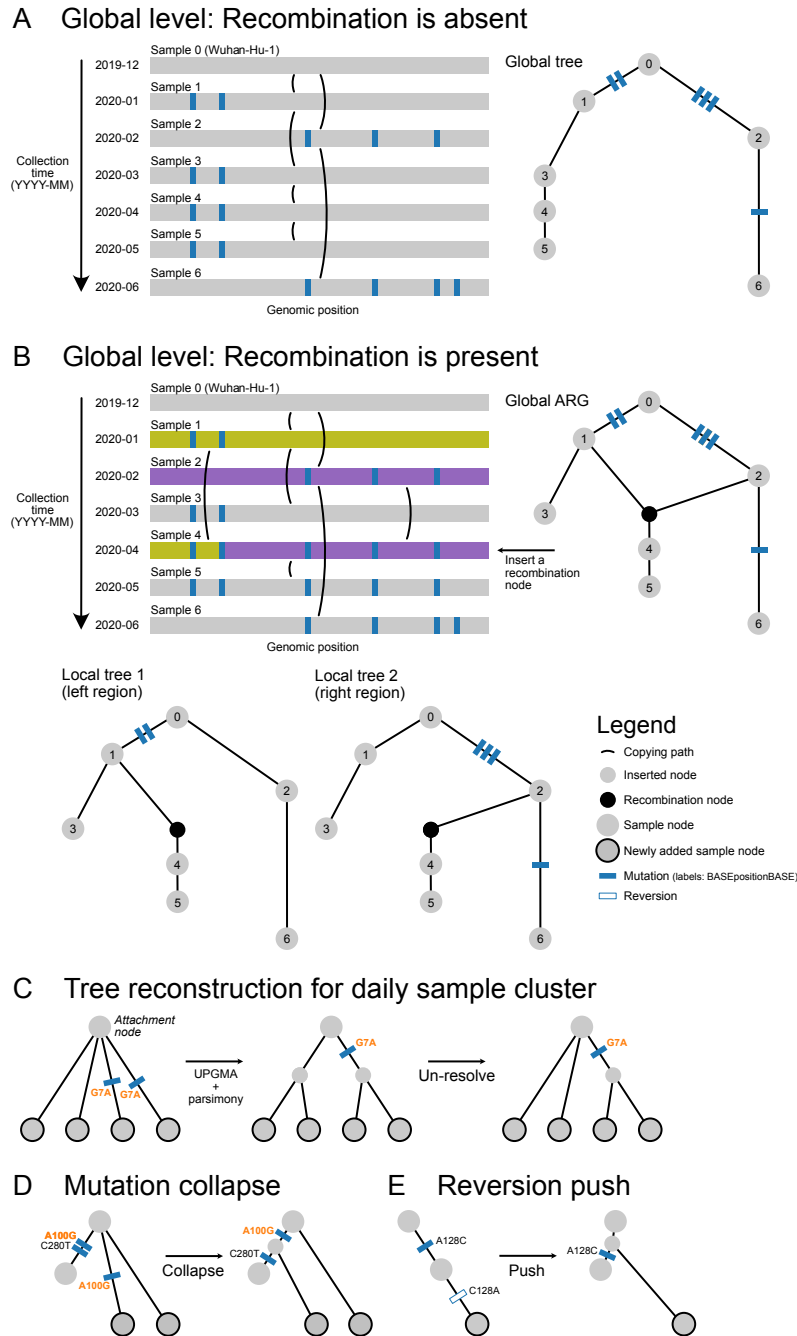 A Global level: Recombination is absent
Sample 0 (Wuhan-Hu-1)
2019-12
Sample 1
2020-01
Sample 2
2020-02
Sample 3
2020-03
Sample 4
2020-04
Sample 5
2020-05
Sample 6
2020-06
Collection
time
(YYYY-MM)
Genomic position
Global tree
0
1
2
3
4
5
6
B Global level: Recombination is present
Sample 0 (Wuhan-Hu-1)
2019-12
Sample 1
2020-01
Sample 2
2020-02
Sample 3
2020-03
Sample 4
2020-04
Sample 5
2020-05
Sample 6
2020-06
Collection
time
(YYYY-MM)
Genomic position
Insert a
recombination
node
Global ARG
0
1
2
3
4
5
6
Local tree 1
(left region)
0
1
2
3
4
5
6
Local tree 2
(right region)
0
1
2
3
4
5
6
Legend
Copying path
Inserted node
Recombination node
Sample node
Newly added sample node
Mutation (labels: BASEpositionBASE)
Reversion
C Tree reconstruction for daily sample cluster
Attachment
node
G7A
G7A
UPGMA
+
parsimony
G7A
Un-resolve
G7A
D Mutation collapse
A100G
C280T
A100G
Collapse
A100G
C280T
E Reversion push
A128C
C128A
Push
A128C